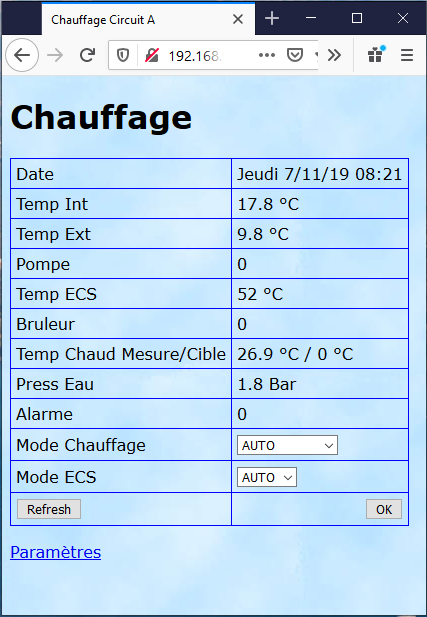 Chauffage Circuit A
192.168.
Chauffage
Date Jeudi 7/11/19 08:21
Temp Int 17.8 °C
Temp Ext 9.8 °C
Pompe 0
Temp ECS 52 °C
Bruleur 0
Temp Chaud Mesure/Cible 26.9 °C / 0 °C
Press Eau 1.8 Bar
Alarme 0
Mode Chauffage AUTO
Mode ECS AUTO
Refresh OK
Paramètres